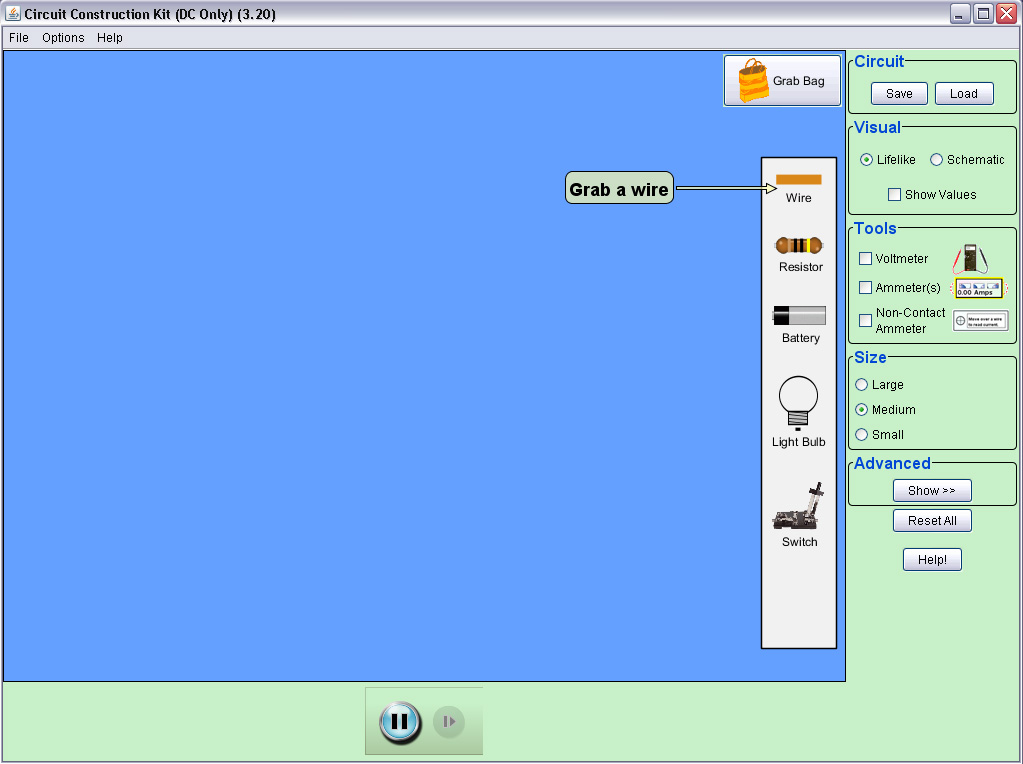 Circuit Construction Kit (DC Only) (3.20)
File Options Help
Grab Bag
Grab a wire
Wire
Resistor
Battery
Light Bulb
Switch
Circuit
Save Load
Visual
Lifelike Schematic
Show Values
Tools
Voltmeter
Ammeter(s)
0.00 Amps
Non-Contact
Ammeter
Move over a wire
to read current.
Size
Large
Medium
Small
Advanced
Show >>
Reset All
Help!